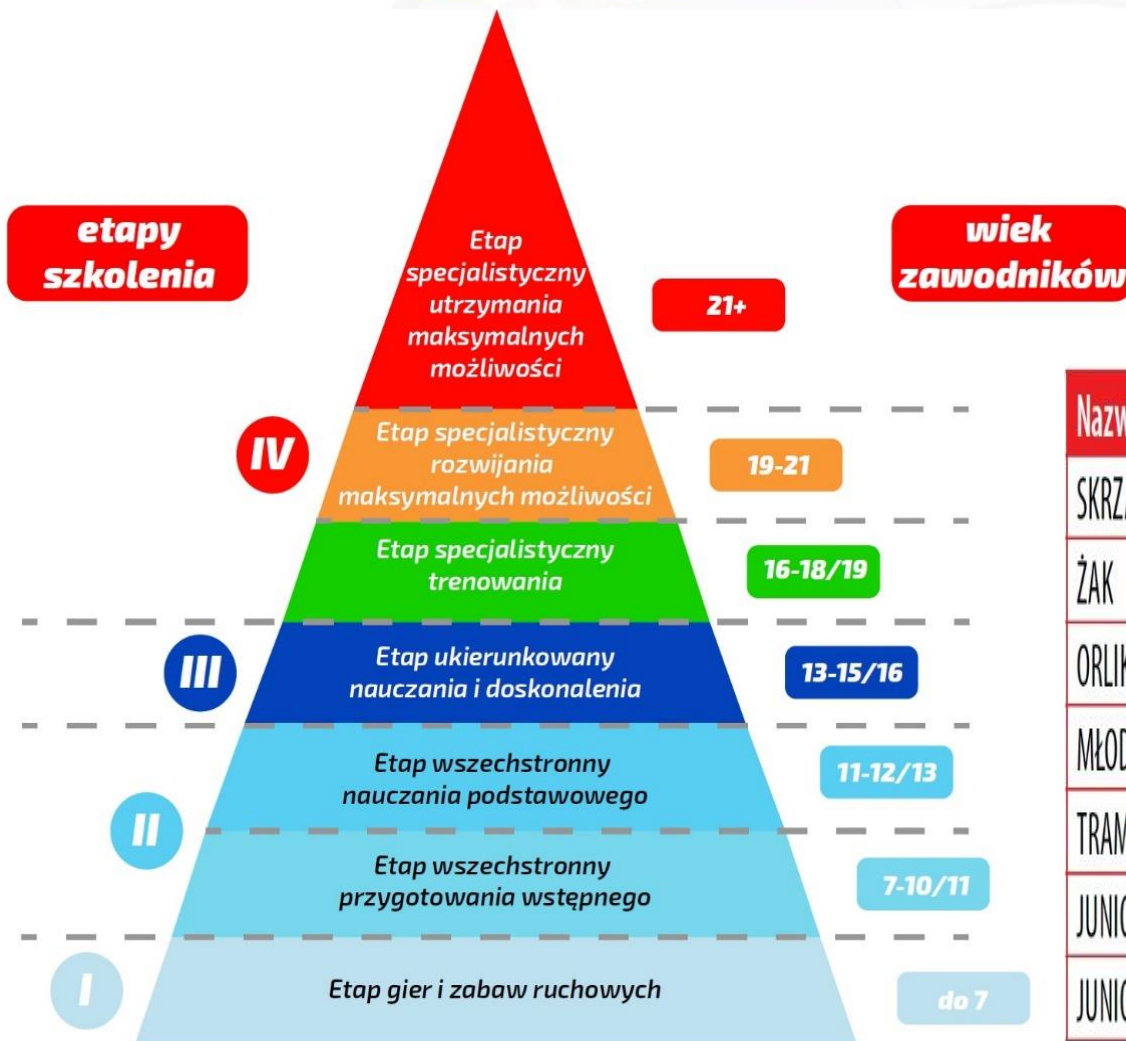 etapy
szkolenia
wiek
zawodników
Etap
specjalistyczny
utrzymania
maksymalnych
możliwości
21+
IV
Etap specjalistyczny
rozwijania
maksymalnych możliwości
19-21
Etap specjalistyczny
trenowania
16-18/19
III
Etap ukierunkowany
nauczania i doskonalenia
13-15/16
II
Etap wszechstronny
nauczania podstawowego
11-12/13
Etap wszechstronny
przygotowania wstępnego
7-10/11
I
Etap gier i zabaw ruchowych
do 7
ŻAK